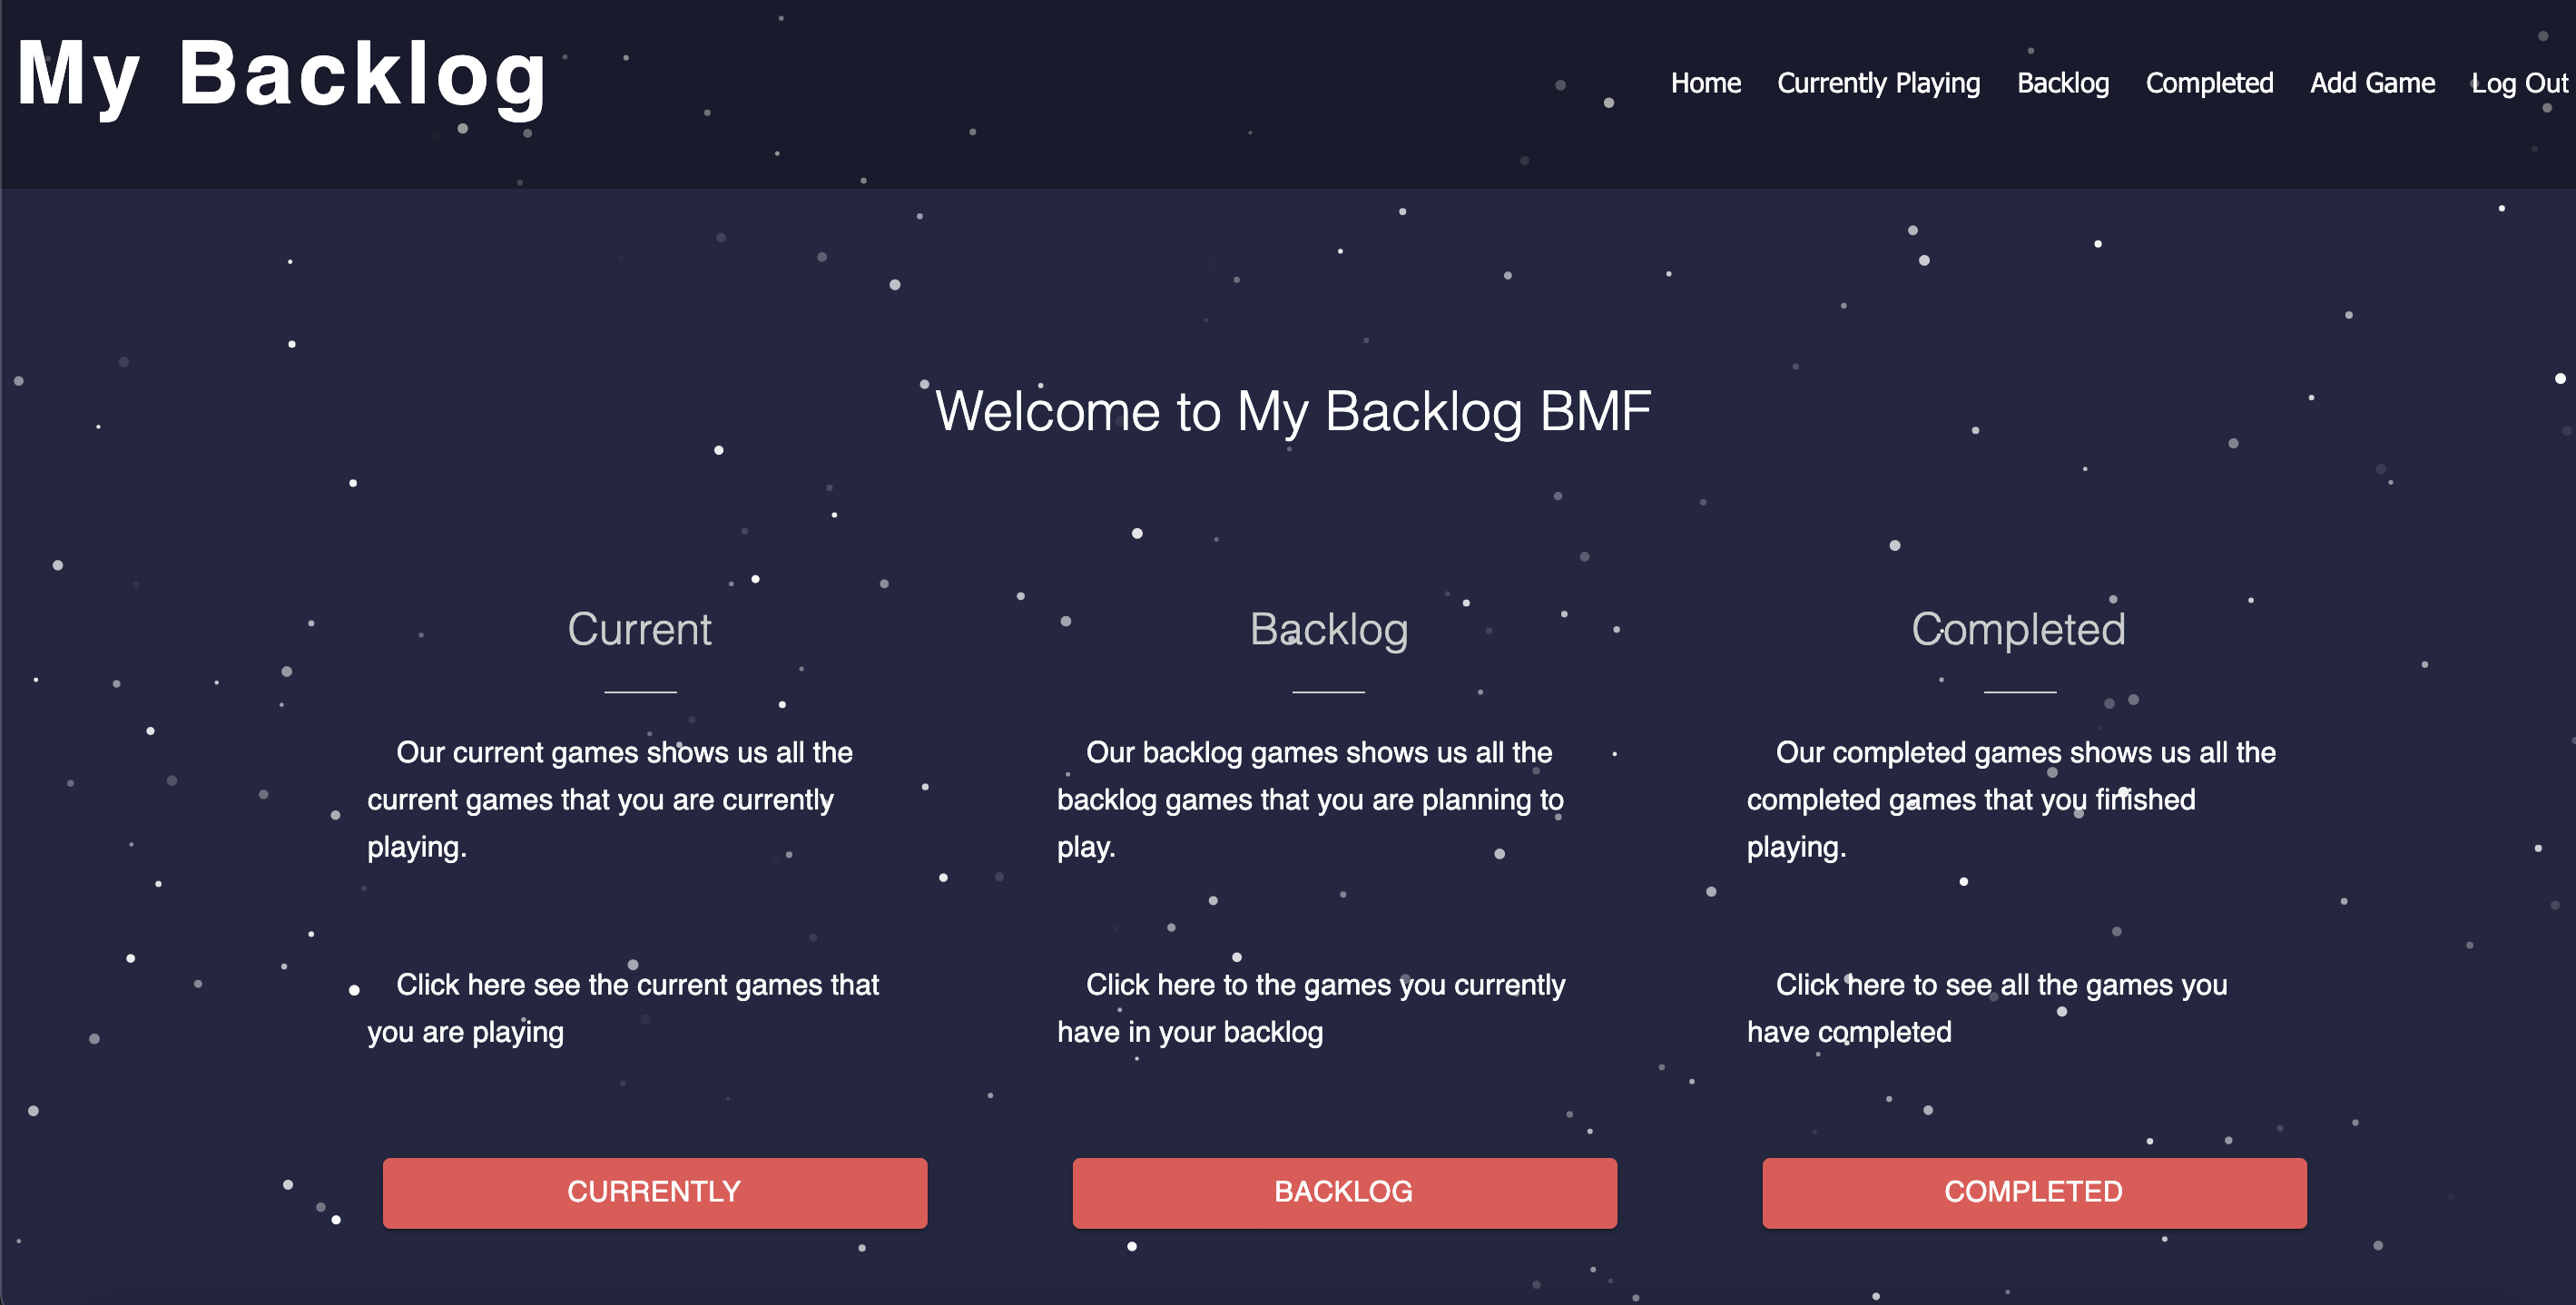 My Backlog
Home Currently Playing Backlog Completed Add Game Log Out
Welcome to My Backlog BMF
Current
Our current games shows us all the
current games that you are currently
playing.
Click here see the current games that
you are playing
CURRENTLY
Backlog
Our backlog games shows us all the
backlog games that you are planning to
play.
Click here to the games you currently
have in your backlog
BACKLOG
Completed
Our completed games shows us all the
completed games that you finished
playing.
Click here to see all the games you
have completed
COMPLETED